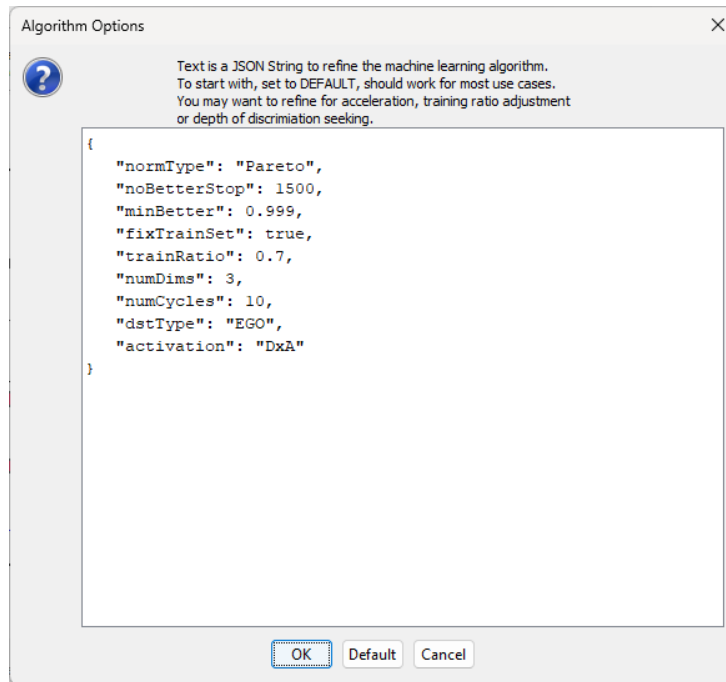 Algorithm Options
Text is a JSON String to refine the machine learning algorithm.
To start with, set to DEFAULT, should work for most use cases.
You may want to refine for acceleration, training ratio adjustment
or depth of discrimiation seeking.
{
"normType": "Pareto",
"noBetterStop": 1500,
"minBetter": 0.999,
"fixTrainSet": true,
"trainRatio": 0.7,
"numDims": 3,
"numCycles": 10,
"dstType": "EGO",
"activation": "DxA"
}
OK Default Cancel